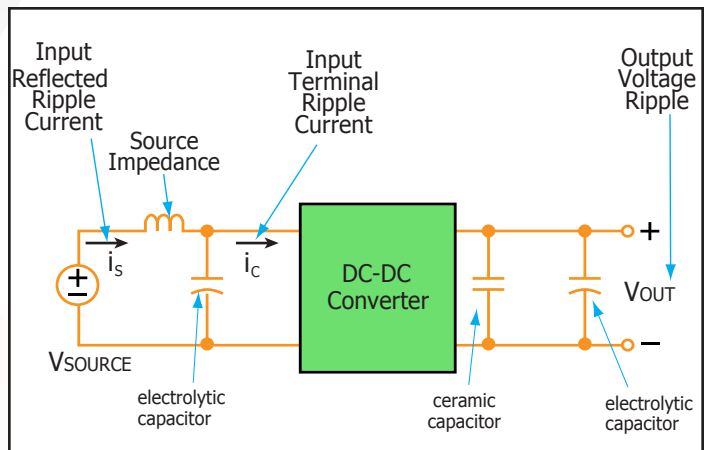 Input
Reflected
Ripple
Current
Source
Impedance
Input
Terminal
Ripple
Current
Output
Voltage
Ripple
iS
iC
+
−
VSOURCE
DC-DC
Converter
+
VOUT
−
electrolytic
capacitor
ceramic
capacitor
electrolytic
capacitor